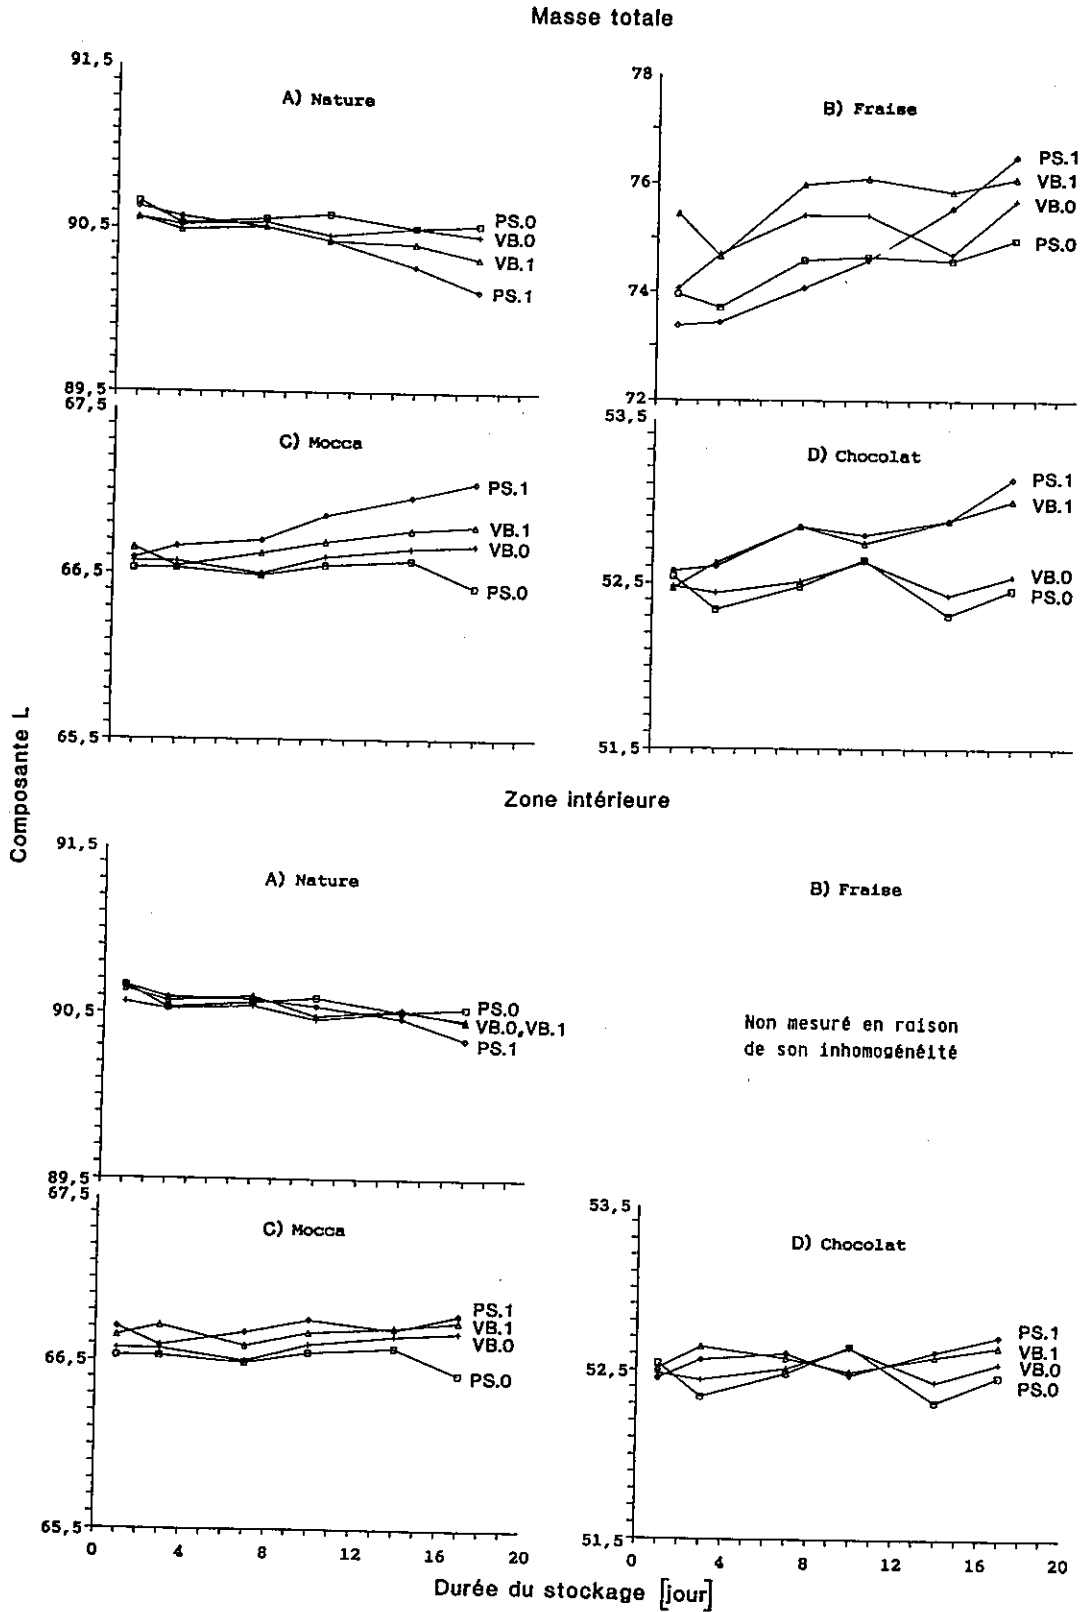 Masse totale
91,5
A) Nature
90,5
PS.0
VB.0
VB.1
PS.1
89,5
78
B) Fraise
76
74
72
PS.1
VB.1
VB.0
PS.0
67,5
C) Mocca
66,5
65,5
PS.1
VB.1
VB.0
PS.0
53,5
D) Chocolat
52,5
51,5
PS.1
VB.1
VB.0
PS.0
Composante L
Zone intérieure
91,5
A) Nature
90,5
89,5
PS.0
VB.0,VB.1
PS.1
B) Fraise
Non mesuré en raison
de son inhomogénéité
67,5
C) Mocca
66,5
65,5
PS.1
VB.1
VB.0
PS.0
0 4 8 12 16 20
53,5
D) Chocolat
52,5
51,5
PS.1
VB.1
VB.0
PS.0
0 4 8 12 16 20
Durée du stockage [jour]